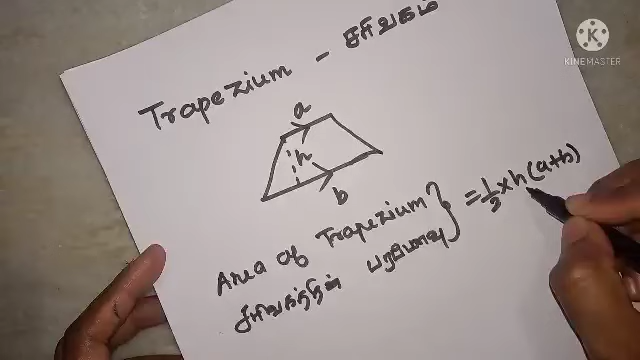 Trapezium - சரிவகம்
a
h
b
Area of Trapezium } = 1/2 × h (a+b)
சரிவகத்தின் பரப்பளவு
K
KINEMASTER